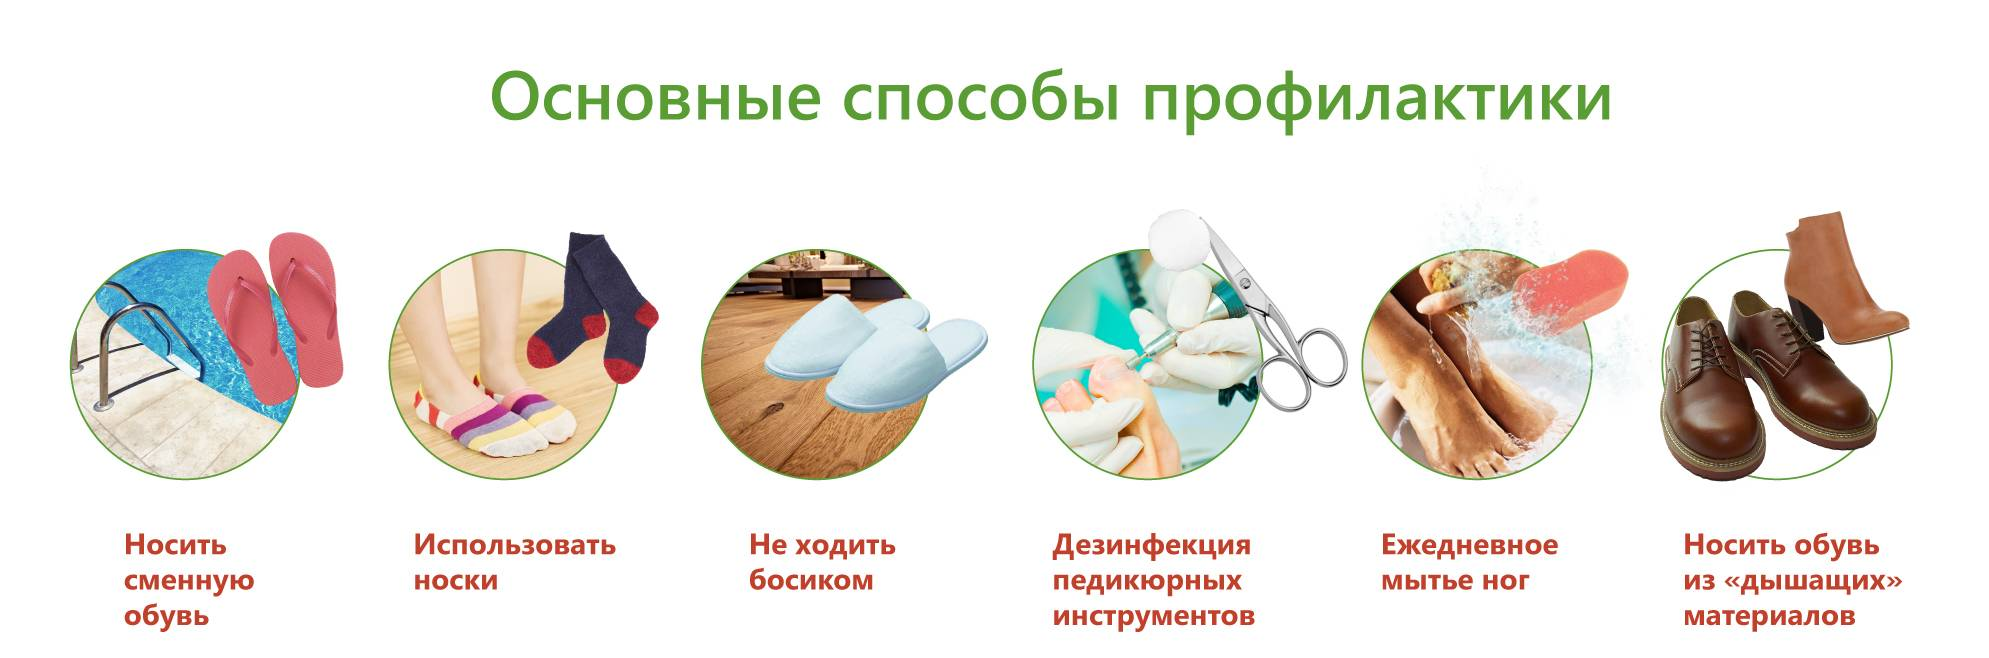 Основные способы профилактики
Носить
сменную
обувь
Использовать
носки
Не ходить
босиком
Дезинфекция
педикюрных
инструментов
Ежедневное
мытье ног
Носить обувь
из «дышащих»
материалов